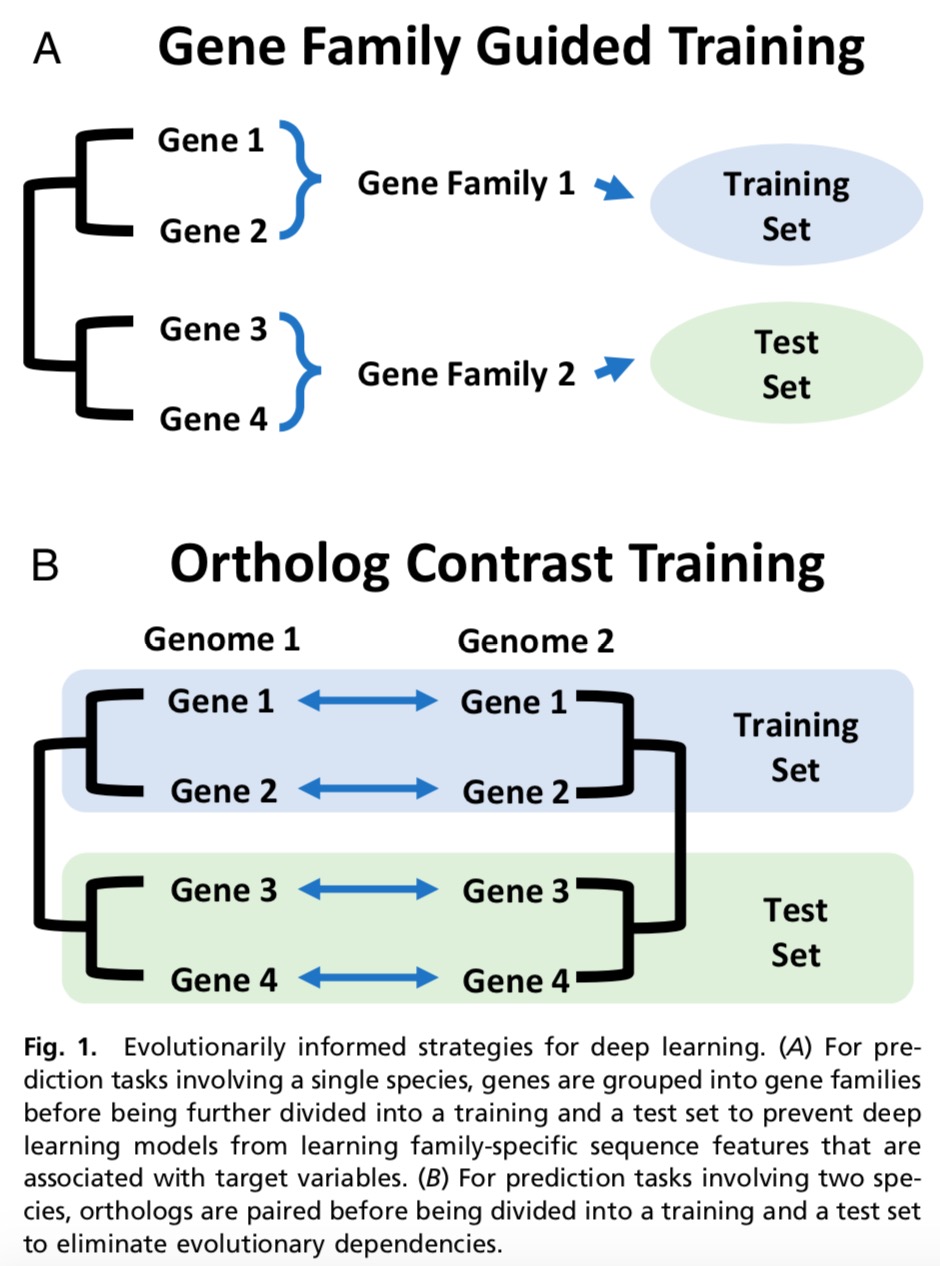 A Gene Family Guided Training
Gene 1
Gene 2
Gene Family 1
Training
Set
Gene 3
Gene 4
Gene Family 2
Test
Set
B Ortholog Contrast Training
Genome 1 Genome 2
Gene 1 Gene 1
Gene 2 Gene 2
Training
Set
Gene 3 Gene 3
Gene 4 Gene 4
Test
Set
Fig. 1. Evolutionarily informed strategies for deep learning. (A) For pre-
diction tasks involving a single species, genes are grouped into gene families
before being further divided into a training and a test set to prevent deep
learning models from learning family-specific sequence features that are
associated with target variables. (B) For prediction tasks involving two spe-
cies, orthologs are paired before being divided into a training and a test set
to eliminate evolutionary dependencies.